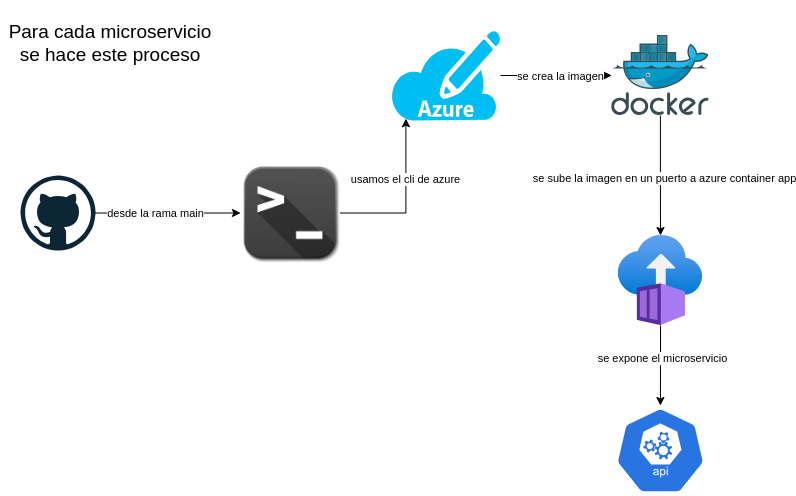 Para cada microservicio
se hace este proceso
Azure
se crea la imagen
docker
usamos el cli de azure
se sube la imagen en un puerto a azure container app
desde la rama main
>_
se expone el microservicio
api